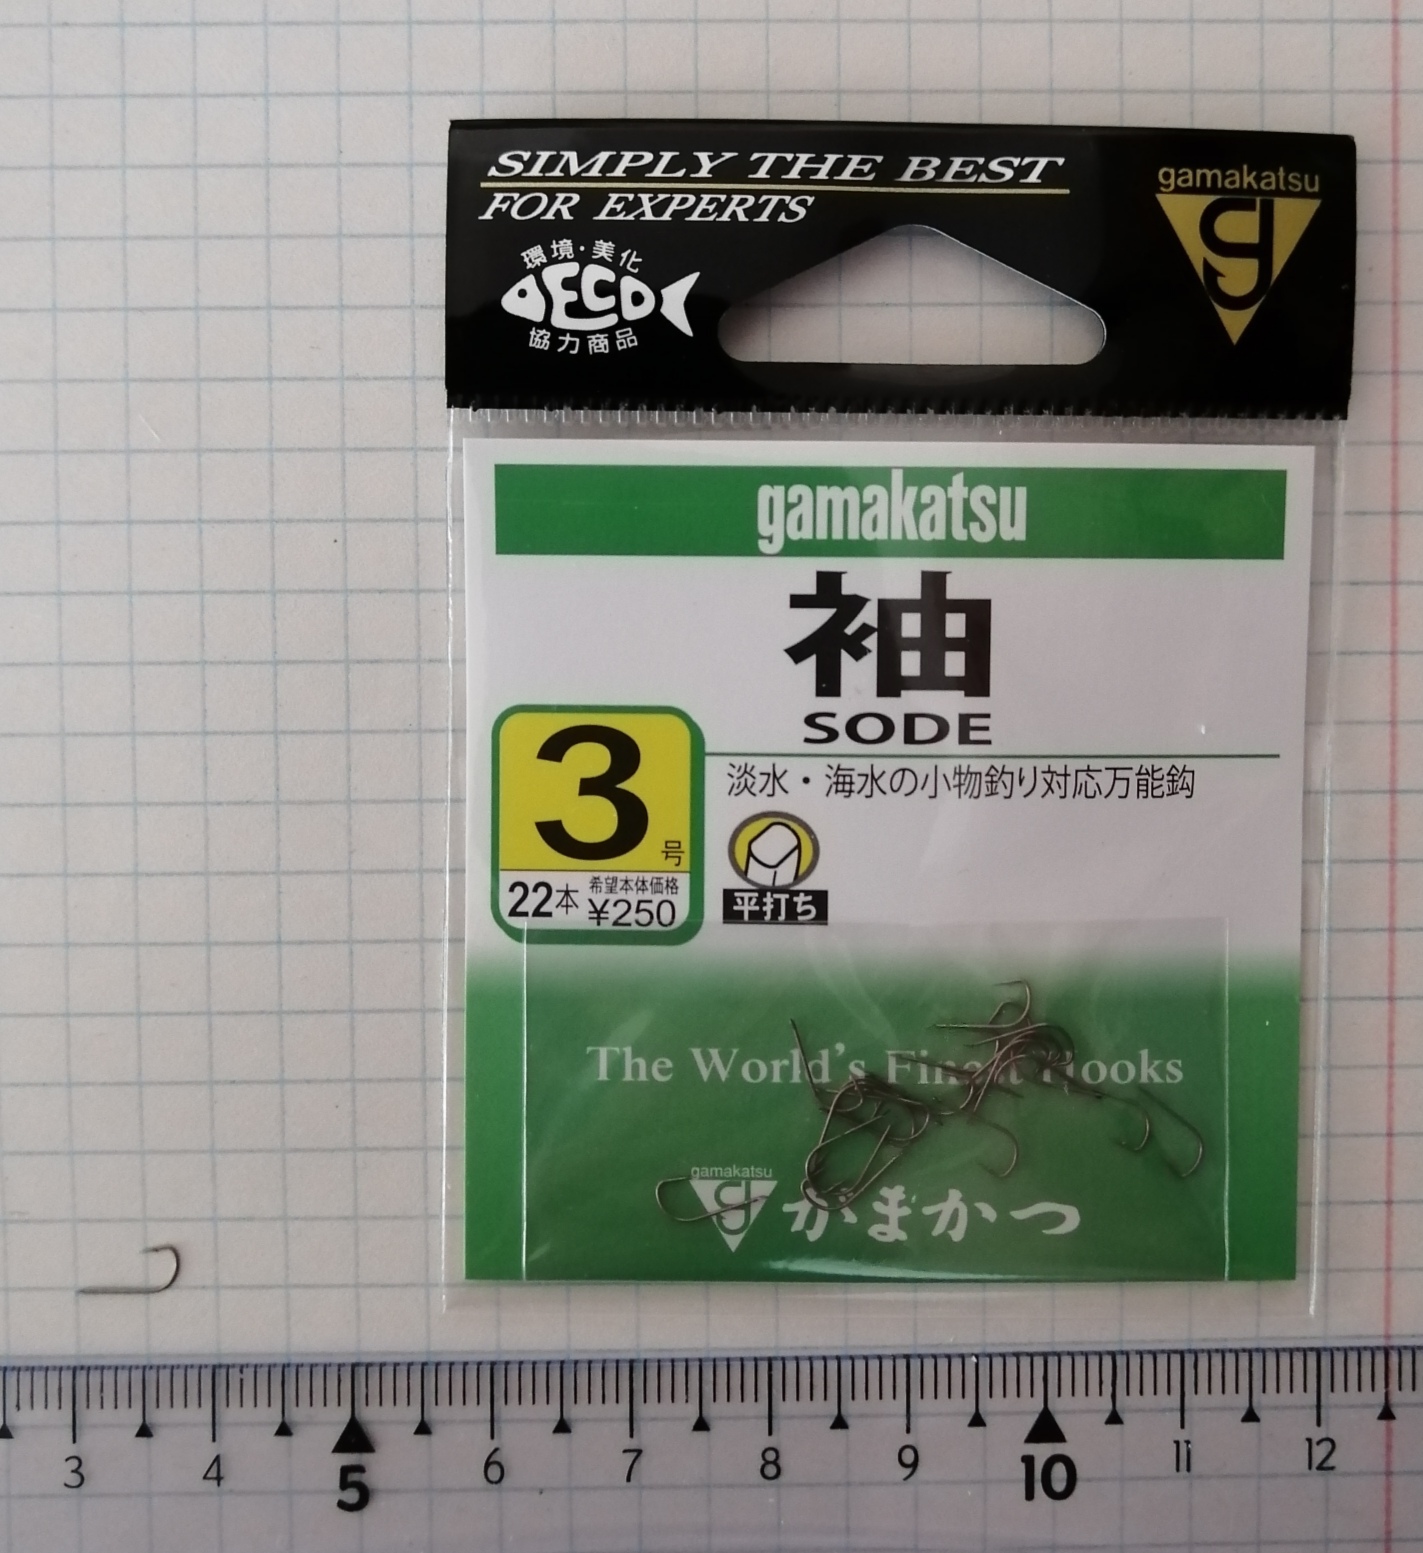 SIMPLY THE BEST
FOR EXPERTS
gamakatsu
g
環境・美化
ECO
協力商品
gamakatsu
袖
SODE
3号
22本 希望本体価格 ¥250
淡水・海水の小物釣り対応万能鈎
平打ち
The World's Finest Hooks
gamakatsu
g
がまかつ
3 4 5 6 7 8 9 10 11 12